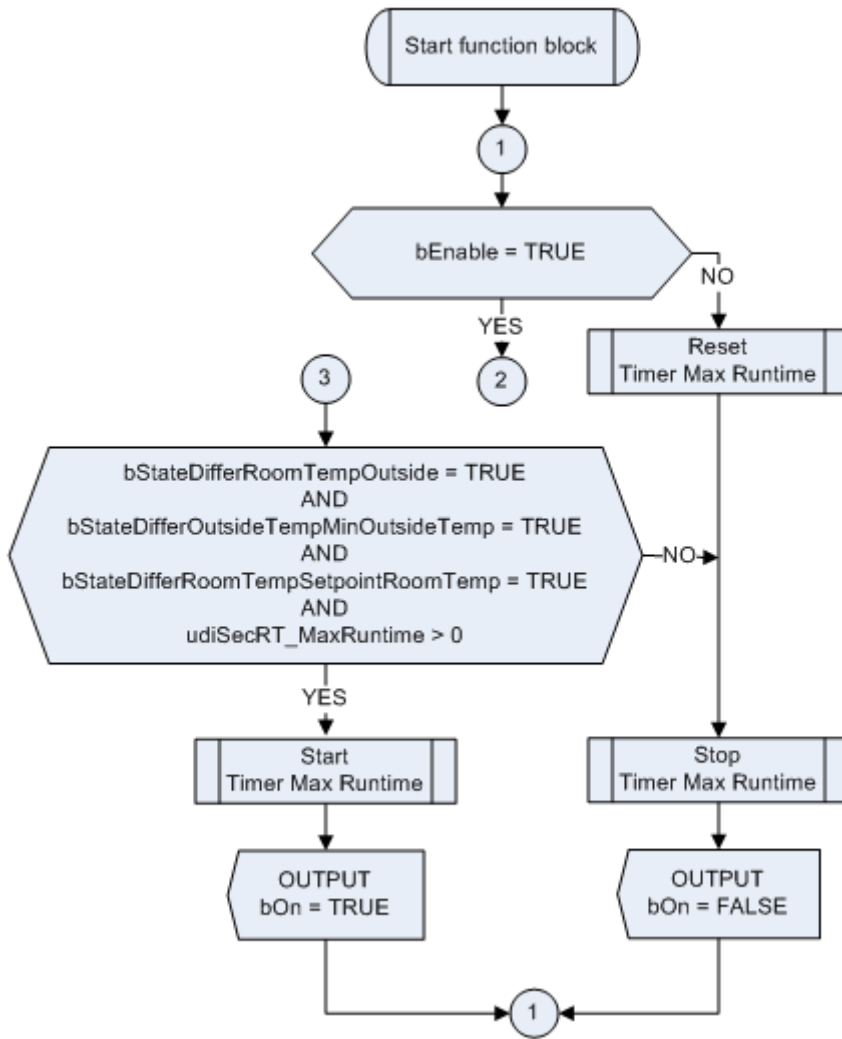 Start function block
1
bEnable = TRUE
NO
YES
2
Reset
Timer Max Runtime
3
bStateDifferRoomTempOutside = TRUE
AND
bStateDifferOutsideTempMinOutsideTemp = TRUE
AND
bStateDifferRoomTempSetpointRoomTemp = TRUE
AND
udiSecRT_MaxRuntime > 0
NO
YES
Start
Timer Max Runtime
Stop
Timer Max Runtime
OUTPUT
bOn = TRUE
OUTPUT
bOn = FALSE
1